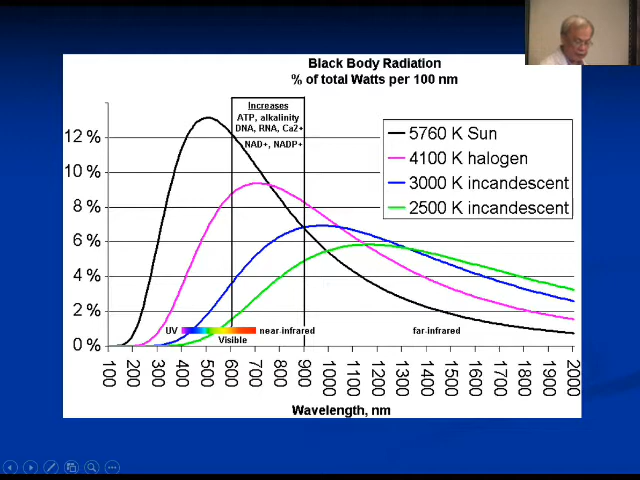 Black Body Radiation
% of total Watts per 100 nm
Increases
ATP, alkalinity
DNA, RNA, Ca2+
NAD+, NADP+
5760 K Sun
4100 K halogen
3000 K incandescent
2500 K incandescent
12 %
10 %
8 %
6 %
4 %
2 %
0 %
UV
near-infrared
far-infrared
Visible
100 200 300 400 500 600 700 800 900 1000 1100 1200 1300 1400 1500 1600 1700 1800 1900 2000
Wavelength, nm